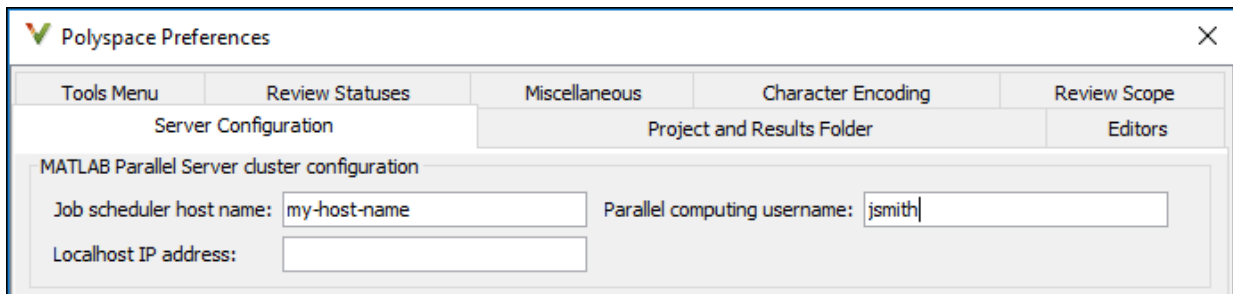 Polyspace Preferences
Tools Menu Review Statuses Miscellaneous Character Encoding Review Scope
Server Configuration Project and Results Folder Editors
MATLAB Parallel Server cluster configuration
Job scheduler host name: my-host-name Parallel computing username: jsmith
Localhost IP address: